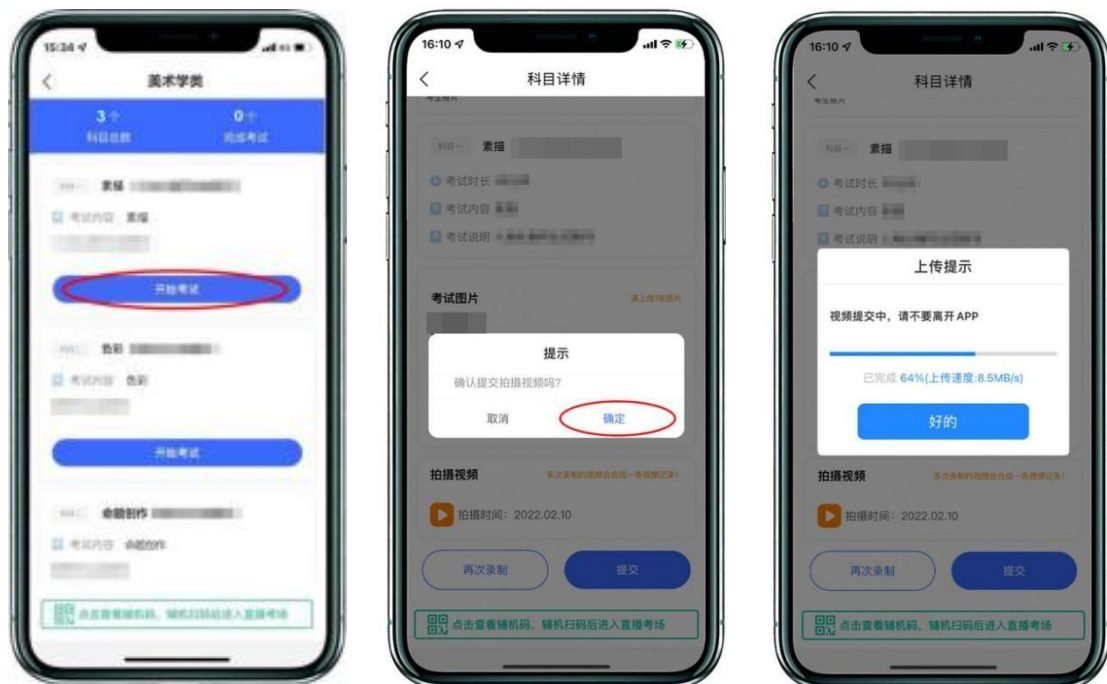 15:34
美术学类
3个
0个
科目总数
完成考试
素描
考试内容 素描
开始考试
色彩
考试内容 色彩
开始考试
命题创作
考试内容 命题创作
点击查看辅机码，辅机扫码后进入直播考场
16:10
科目详情
考生照片
科目一 素描
考试时长
考试内容
考试说明
考试图片
请上传1张图片
提示
确认提交拍摄视频吗?
取消
确定
拍摄视频
多次录制的视频会合成一条视频记录!
拍摄时间：2022.02.10
再次录制
提交
点击查看辅机码，辅机扫码后进入直播考场
16:10
科目详情
考生照片
科目一 素描
考试时长
考试内容
考试说明
上传提示
视频提交中，请不要离开APP
已完成 64%(上传速度:8.5MB/s)
好的
拍摄视频
多次录制的视频会合成一条视频记录!
拍摄时间：2022.02.10
再次录制
提交
点击查看辅机码，辅机扫码后进入直播考场